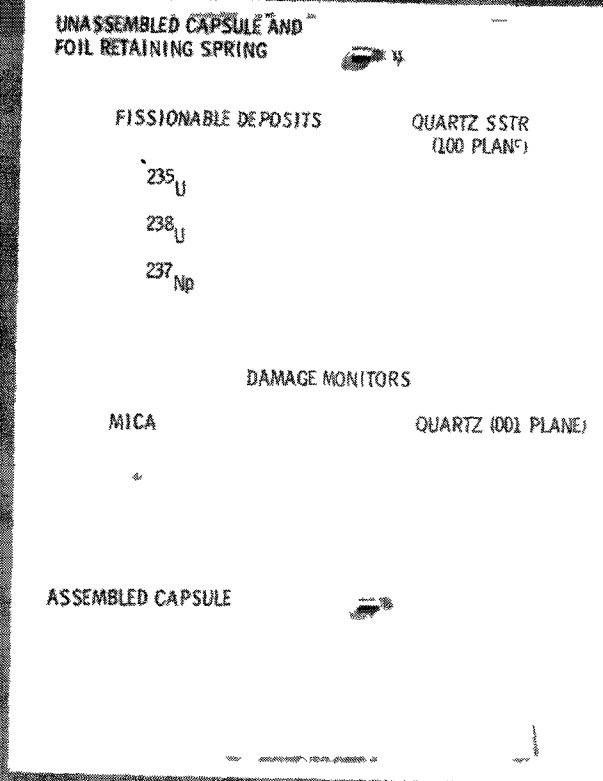 UNASSEMBLED CAPSULE AND
FOIL RETAINING SPRING
FISSIONABLE DEPOSITS
QUARTZ SSTR
(100 PLANE)
235U
238U
237Np
DAMAGE MONITORS
MICA
QUARTZ (001 PLANE)
ASSEMBLED CAPSULE